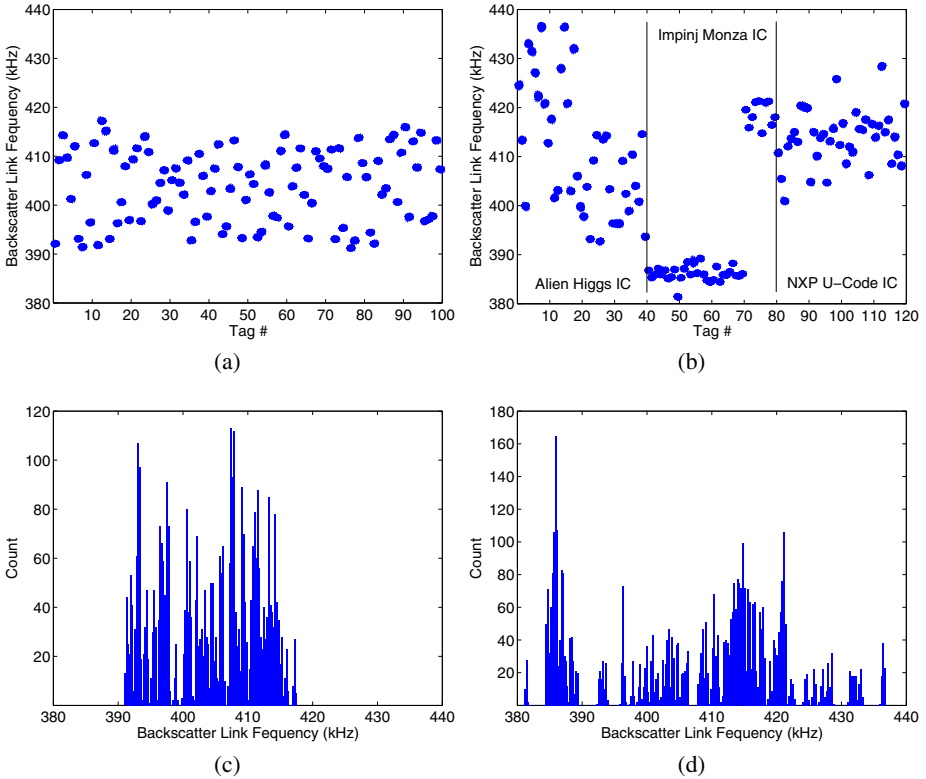 440
430
420
410
400
390
380
Backscatter Link Fequency (kHz)
10 20 30 40 50 60 70 80 90 100
Tag #
(a)
440
430
420
410
400
390
380
Backscatter Link Fequency (kHz)
Impinj Monza IC
Alien Higgs IC
NXP U-Code IC
10 20 30 40 50 60 70 80 90 100 110 120
Tag #
(b)
120
100
80
60
40
20
Count
380 390 400 410 420 430 440
Backscatter Link Fequency (kHz)
(c)
180
160
140
120
100
80
60
40
20
Count
380 390 400 410 420 430 440
Backscatter Link Fequency (kHz)
(d)